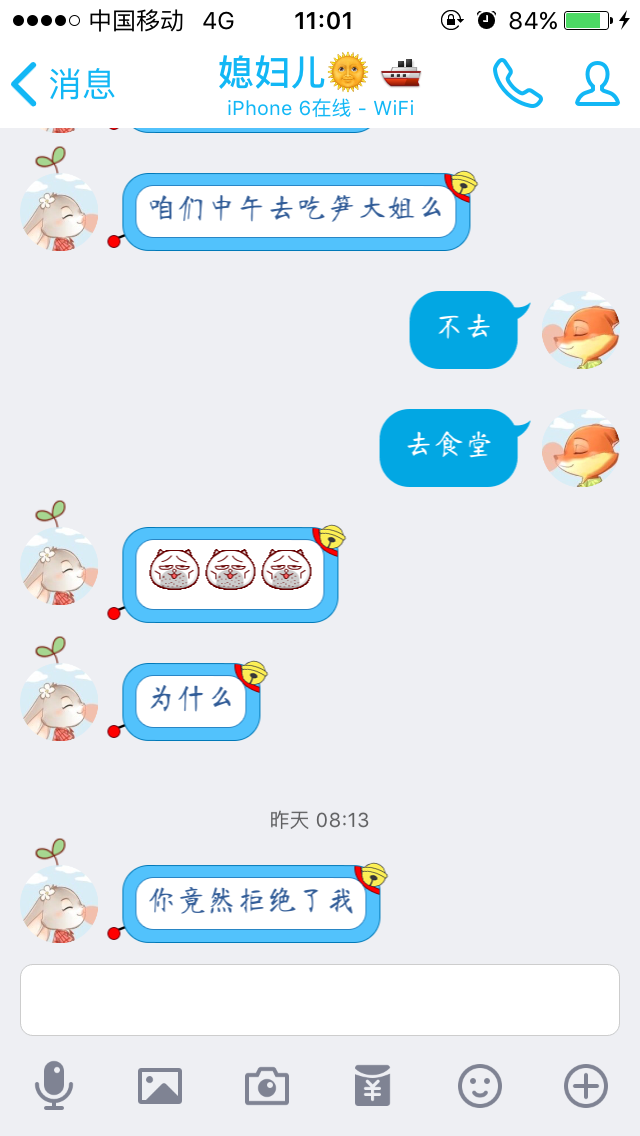 中国移动 4G 11:01 84%
消息 媳妇儿
iPhone 6在线 - WiFi
咱们中午去吃笋大姐么
不去
去食堂
为什么
昨天 08:13
你竟然拒绝了我
¥